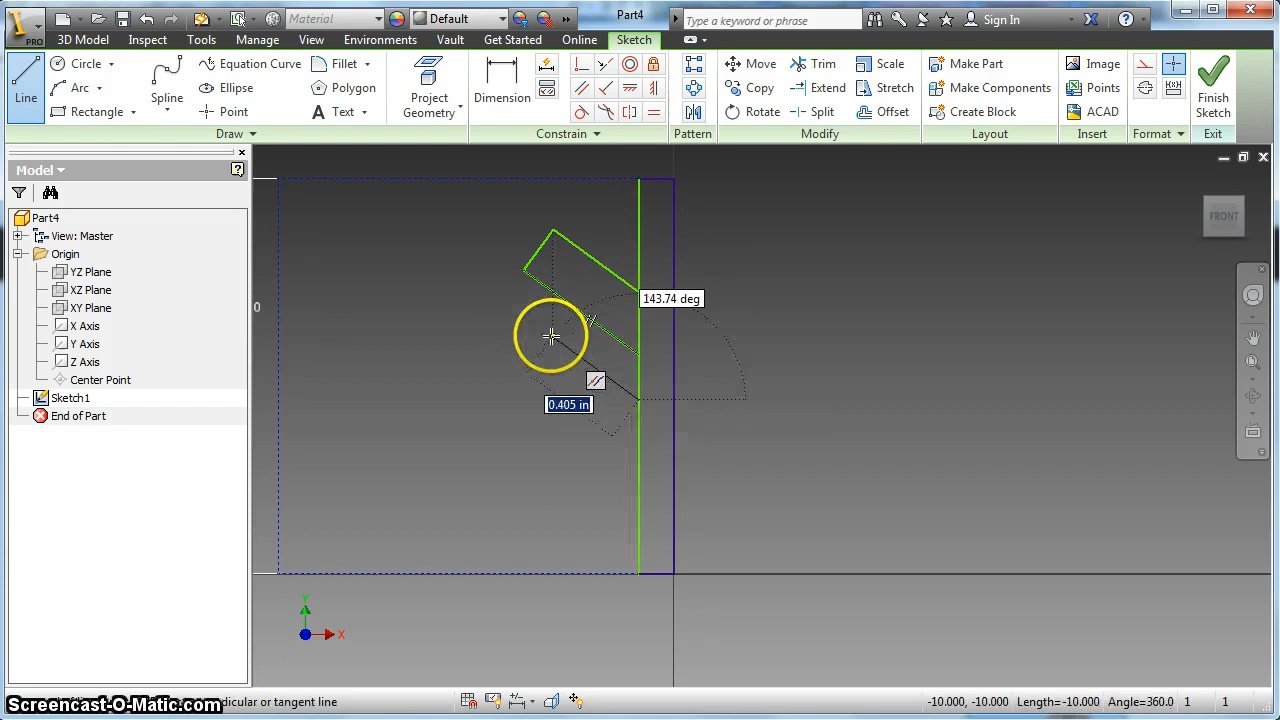 Material
Default
Part4
Type a keyword or phrase
Sign In
PRO
3D Model
Inspect
Tools
Manage
View
Environments
Vault
Get Started
Online
Sketch
Line
Circle
Arc
Rectangle
Spline
Equation Curve
Ellipse
Point
Fillet
Polygon
Text
Project
Geometry
Dimension
Move
Copy
Rotate
Trim
Extend
Split
Scale
Stretch
Offset
Make Part
Make Components
Create Block
Image
Points
ACAD
Finish
Sketch
Draw
Constrain
Pattern
Modify
Layout
Insert
Format
Exit
Model
Part4
View: Master
Origin
YZ Plane
XZ Plane
XY Plane
X Axis
Y Axis
Z Axis
Center Point
Sketch1
End of Part
0
143.74 deg
0.405 in
FRONT
Y
X
Screencast-O-Matic.com
dicular or tangent line
-10.000, -10.000
Length=-10.000
Angle=360.0
1
1